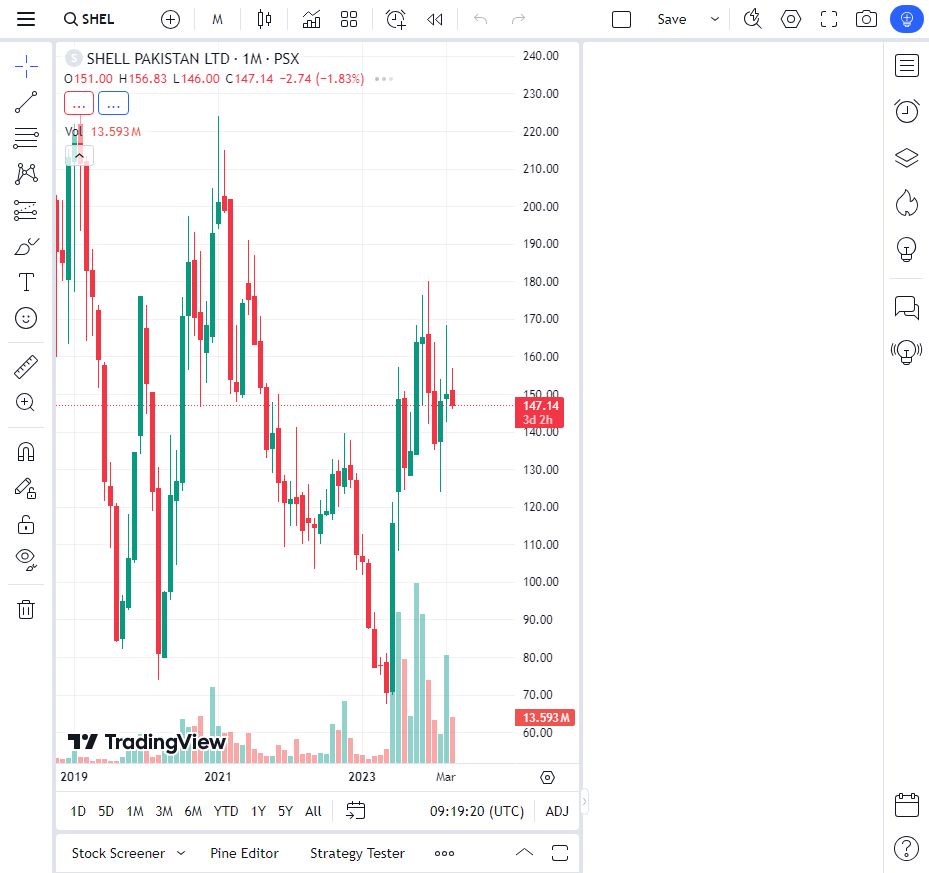 SHEL M Save
S SHELL PAKISTAN LTD · 1M · PSX
O151.00 H156.83 L146.00 C147.14 −2.74 (−1.83%)
... ...
Vol 13.593M
240.00
230.00
220.00
210.00
200.00
190.00
180.00
170.00
160.00
150.00
147.14
3d 2h
140.00
130.00
120.00
110.00
100.00
90.00
80.00
70.00
13.593M
60.00
TradingView
2019 2021 2023 Mar
1D 5D 1M 3M 6M YTD 1Y 5Y All 09:19:20 (UTC) ADJ
Stock Screener Pine Editor Strategy Tester